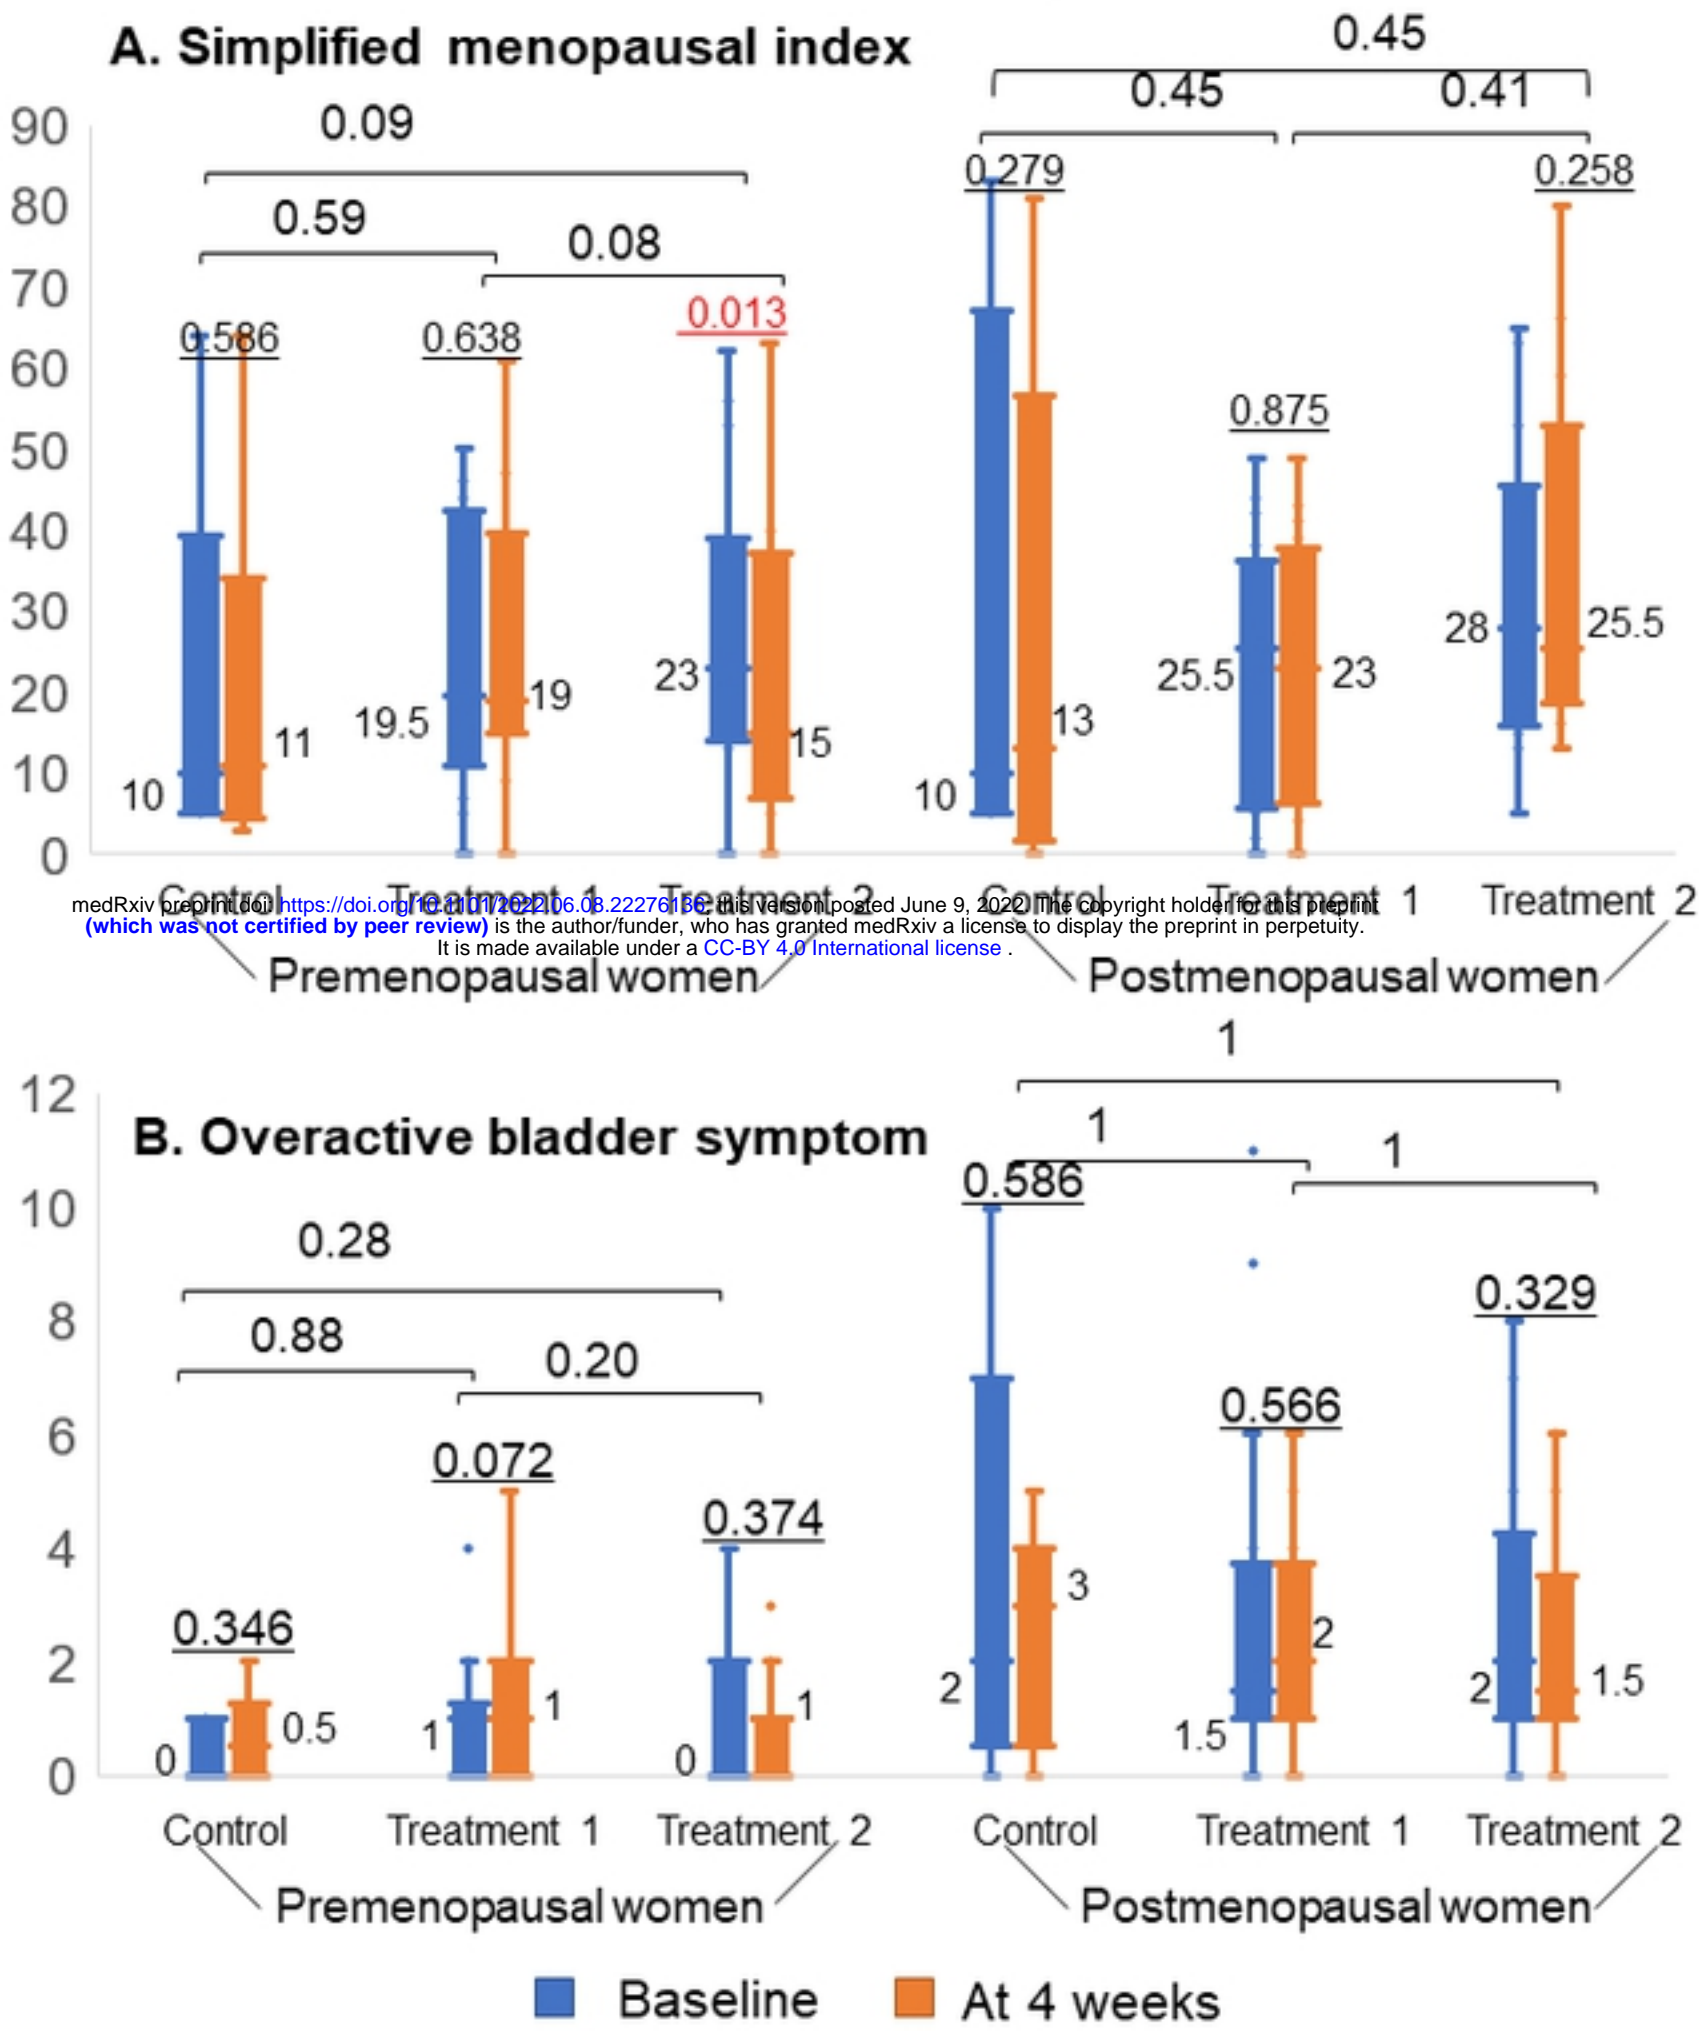 A. Simplified menopausal index
0.45
0.45
0.41
0.09
0.59
0.08
0.279
0.258
0.586
0.638
0.013
0.875
90
80
70
60
50
40
30
20
10
0
10
11
19.5
19
23
15
10
13
25.5
23
28
25.5
Control
Treatment 1
Treatment 2
Control
Treatment 1
Treatment 2
medRxiv preprint doi: https://doi.org/10.1101/2022.06.08.22276136; this version posted June 9, 2022. The copyright holder for this preprint
(which was not certified by peer review) is the author/funder, who has granted medRxiv a license to display the preprint in perpetuity.
It is made available under a CC-BY 4.0 International license .
Premenopausal women
Postmenopausal women
B. Overactive bladder symptom
1
1
1
0.28
0.88
0.20
0.586
0.329
0.566
0.072
0.374
0.346
12
10
8
6
4
2
0
0
0.5
1
1
0
1
2
3
1.5
2
2
1.5
Control
Treatment 1
Treatment 2
Control
Treatment 1
Treatment 2
Premenopausal women
Postmenopausal women
Baseline
At 4 weeks